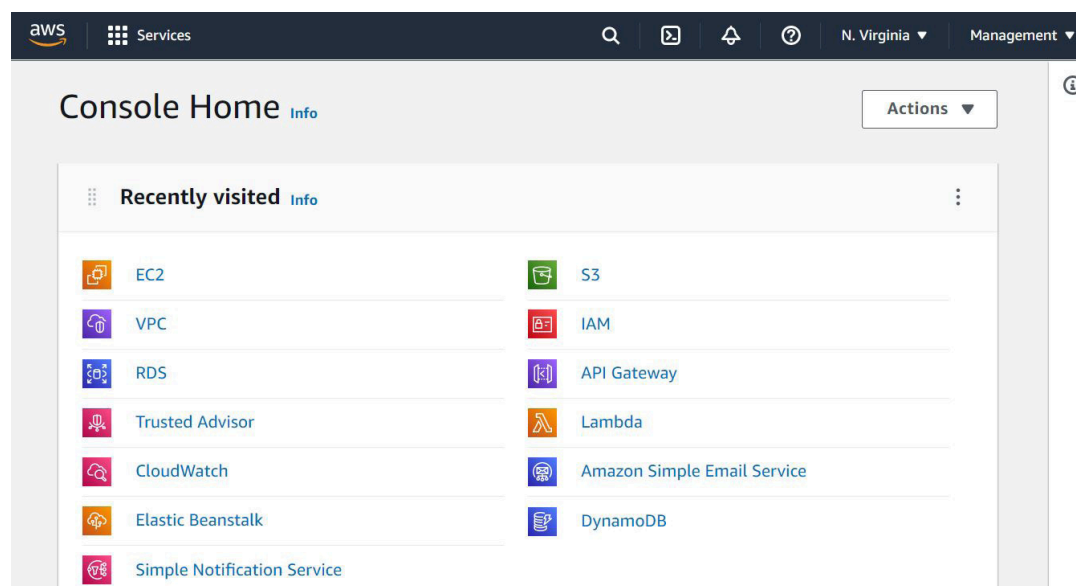 aws Services N. Virginia Management
Console Home Info
Actions
Recently visited Info
EC2
S3
VPC
IAM
RDS
API Gateway
Trusted Advisor
Lambda
CloudWatch
Amazon Simple Email Service
Elastic Beanstalk
DynamoDB
Simple Notification Service